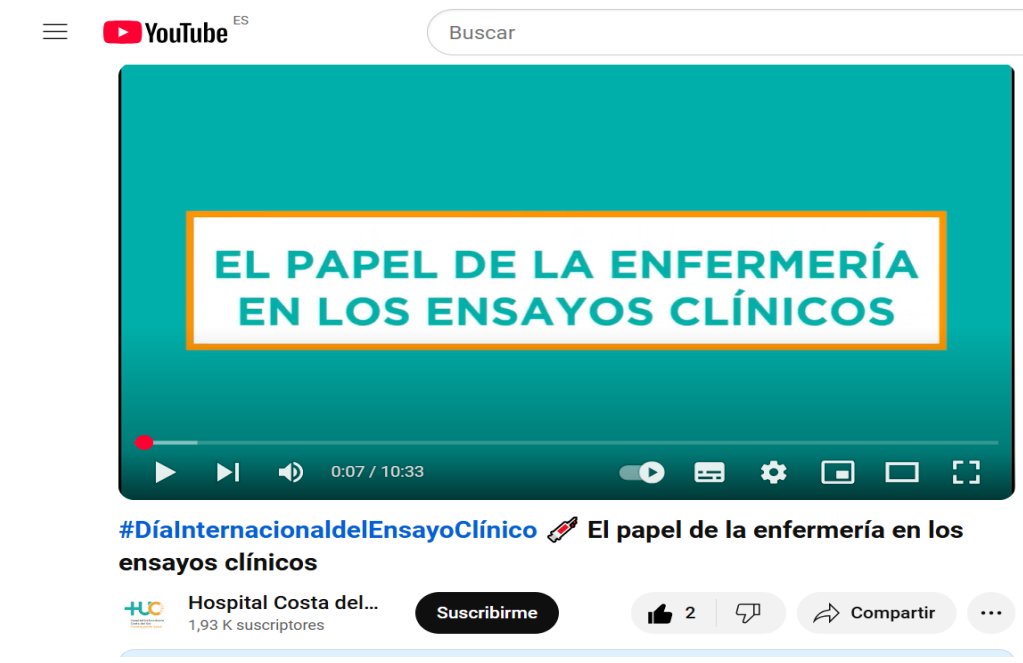 YouTube ES
Buscar
EL PAPEL DE LA ENFERMERÍA
EN LOS ENSAYOS CLÍNICOS
0:07 / 10:33
#DíaInternacionaldelEnsayoClínico 💉 El papel de la enfermería en los
ensayos clínicos
Hospital Costa del...
1,93 K suscriptores
Suscribirme
2
Compartir